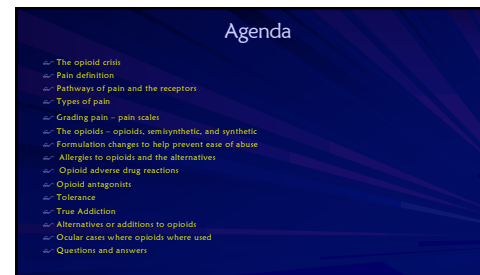 Agenda
The opioid crisis
Pain definition
Pathways of pain and the receptors
Types of pain
Grading pain – pain scales
The opioids – opioids, semisynthetic, and synthetic
Formulation changes to help prevent ease of abuse
Allergies to opioids and the alternatives
Opioid adverse drug reactions
Opioid antagonists
Tolerance
True Addiction
Alternatives or additions to opioids
Ocular cases where opioids where used
Questions and answers